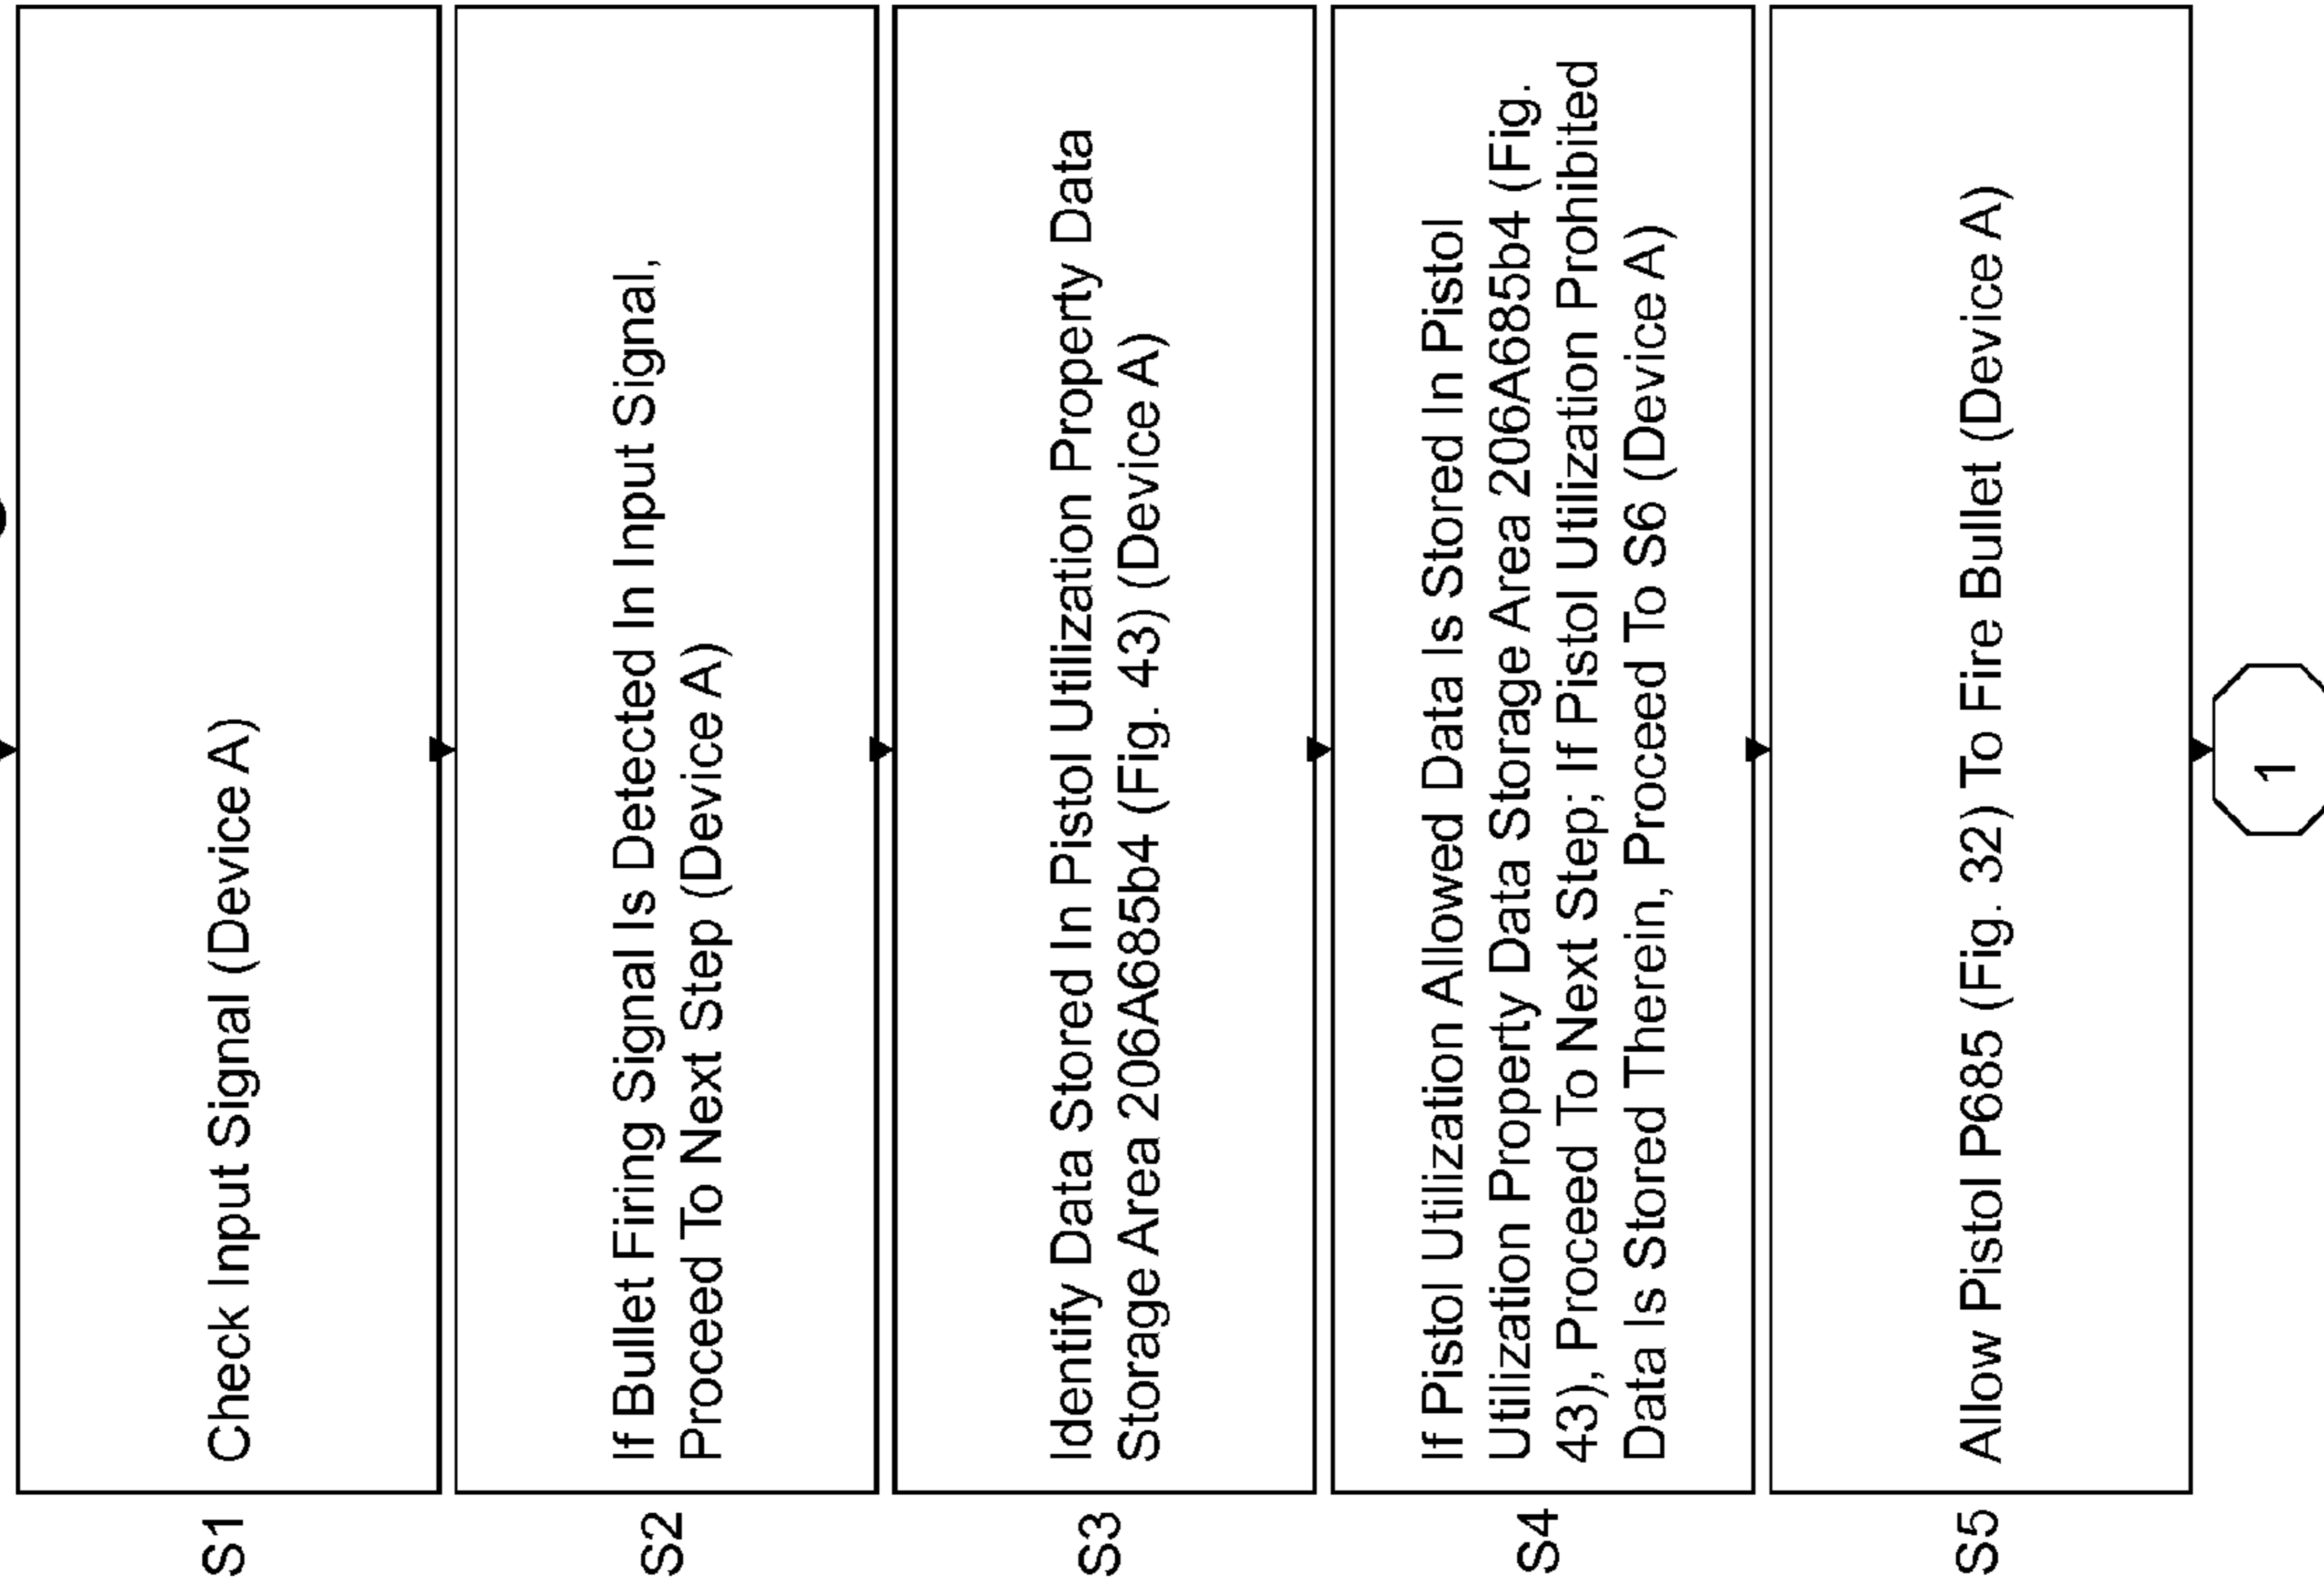 S1
Check Input Signal (Device A)
S2
If Bullet Firing Signal Is Detected In Input Signal,
Proceed To Next Step (Device A)
S3
Identify Data Stored In Pistol Utilization Property Data
Storage Area 206A685b4 (Fig. 43) (Device A)
S4
If Pistol Utilization Allowed Data Is Stored In Pistol
Utilization Property Data Storage Area 206A685b4 (Fig.
43), Proceed To Next Step; If Pistol Utilization Prohibited
Data Is Stored Therein, Proceed To S6 (Device A)
S5
Allow Pistol P685 (Fig. 32) To Fire Bullet (Device A)
1